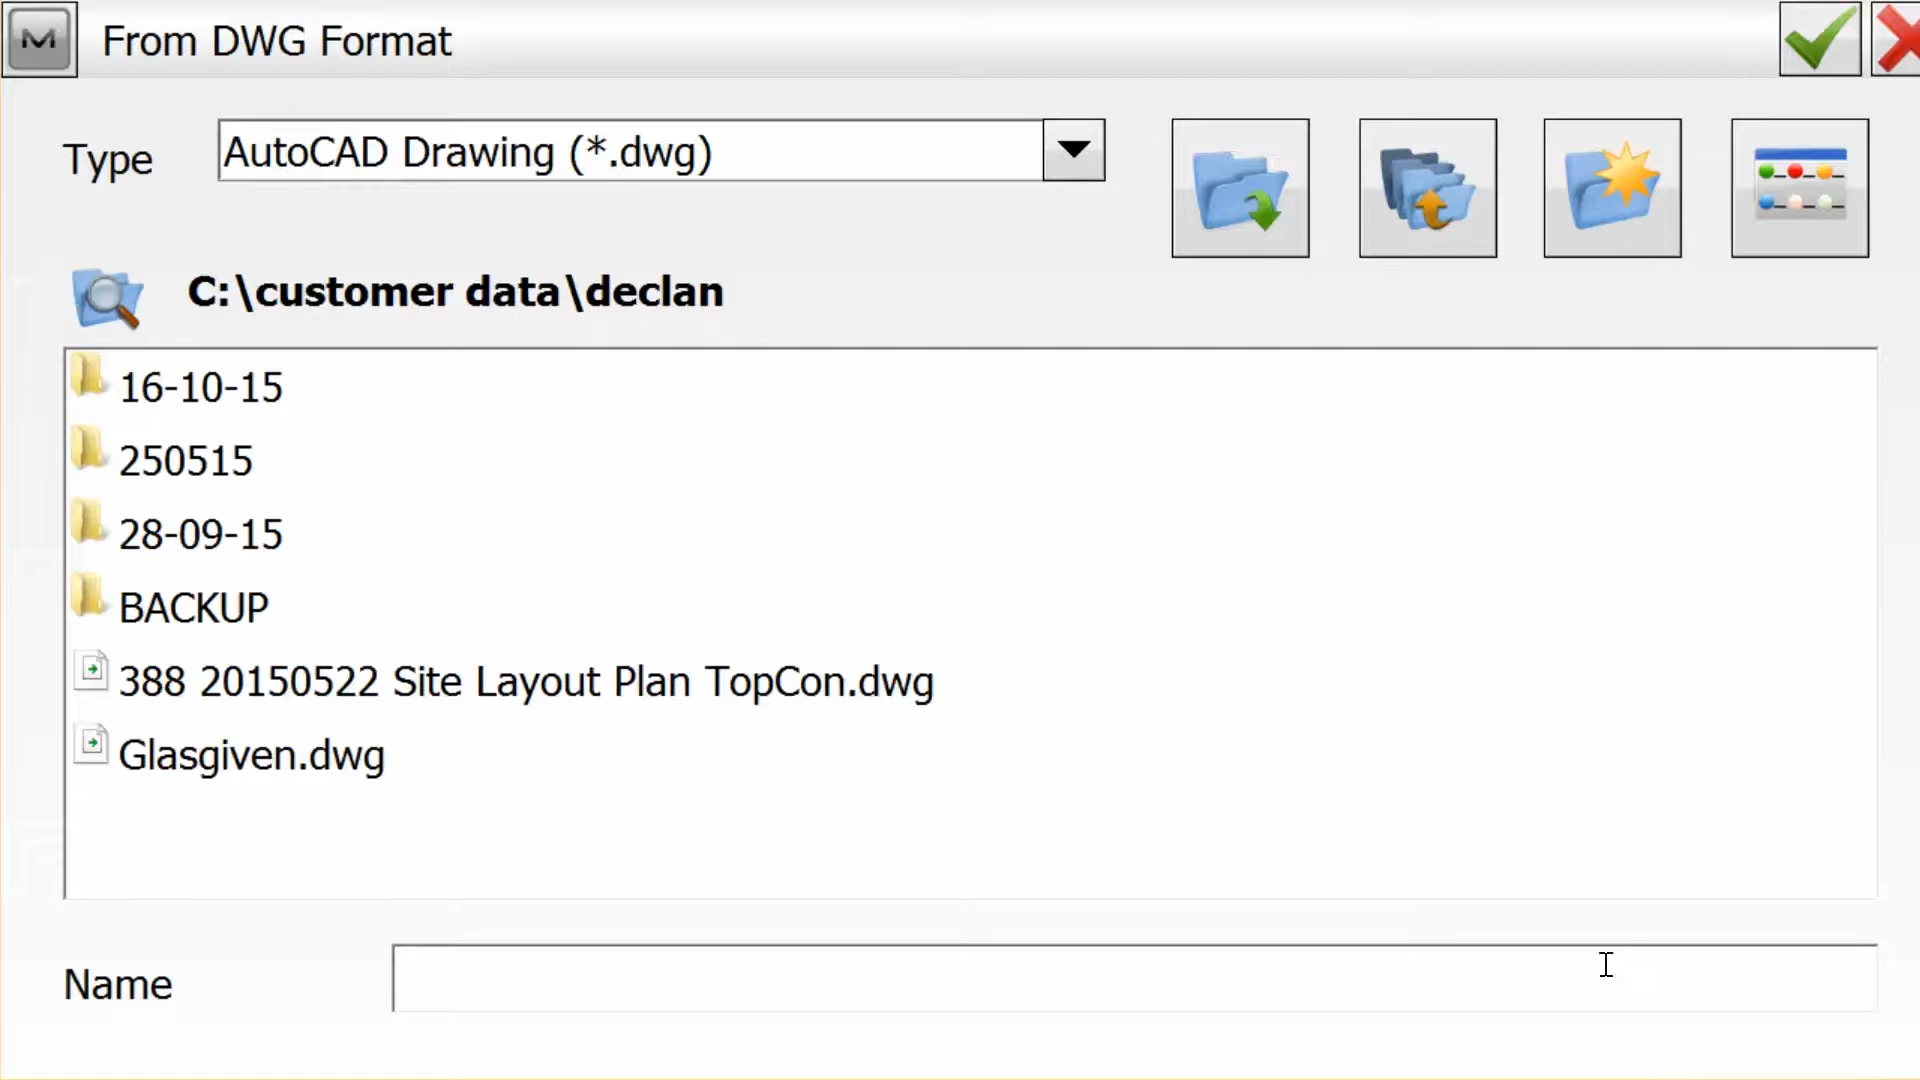 M From DWG Format
Type AutoCAD Drawing (*.dwg)
C:\customer data\declan
16-10-15
250515
28-09-15
BACKUP
388 20150522 Site Layout Plan TopCon.dwg
Glasgiven.dwg
Name